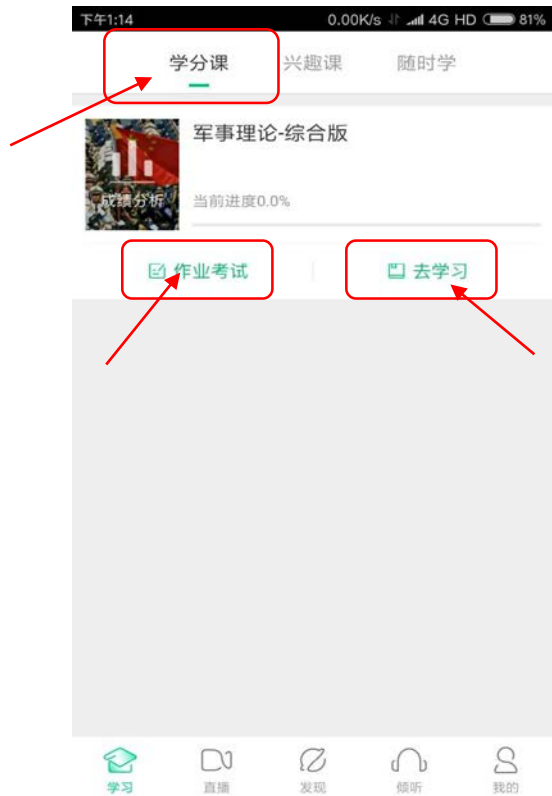 下午1:14 0.00K/s 4G HD 81%
学分课 兴趣课 随时学
军事理论-综合版
成绩分析
当前进度0.0%
作业考试 去学习
学习 直播 发现 倾听 我的